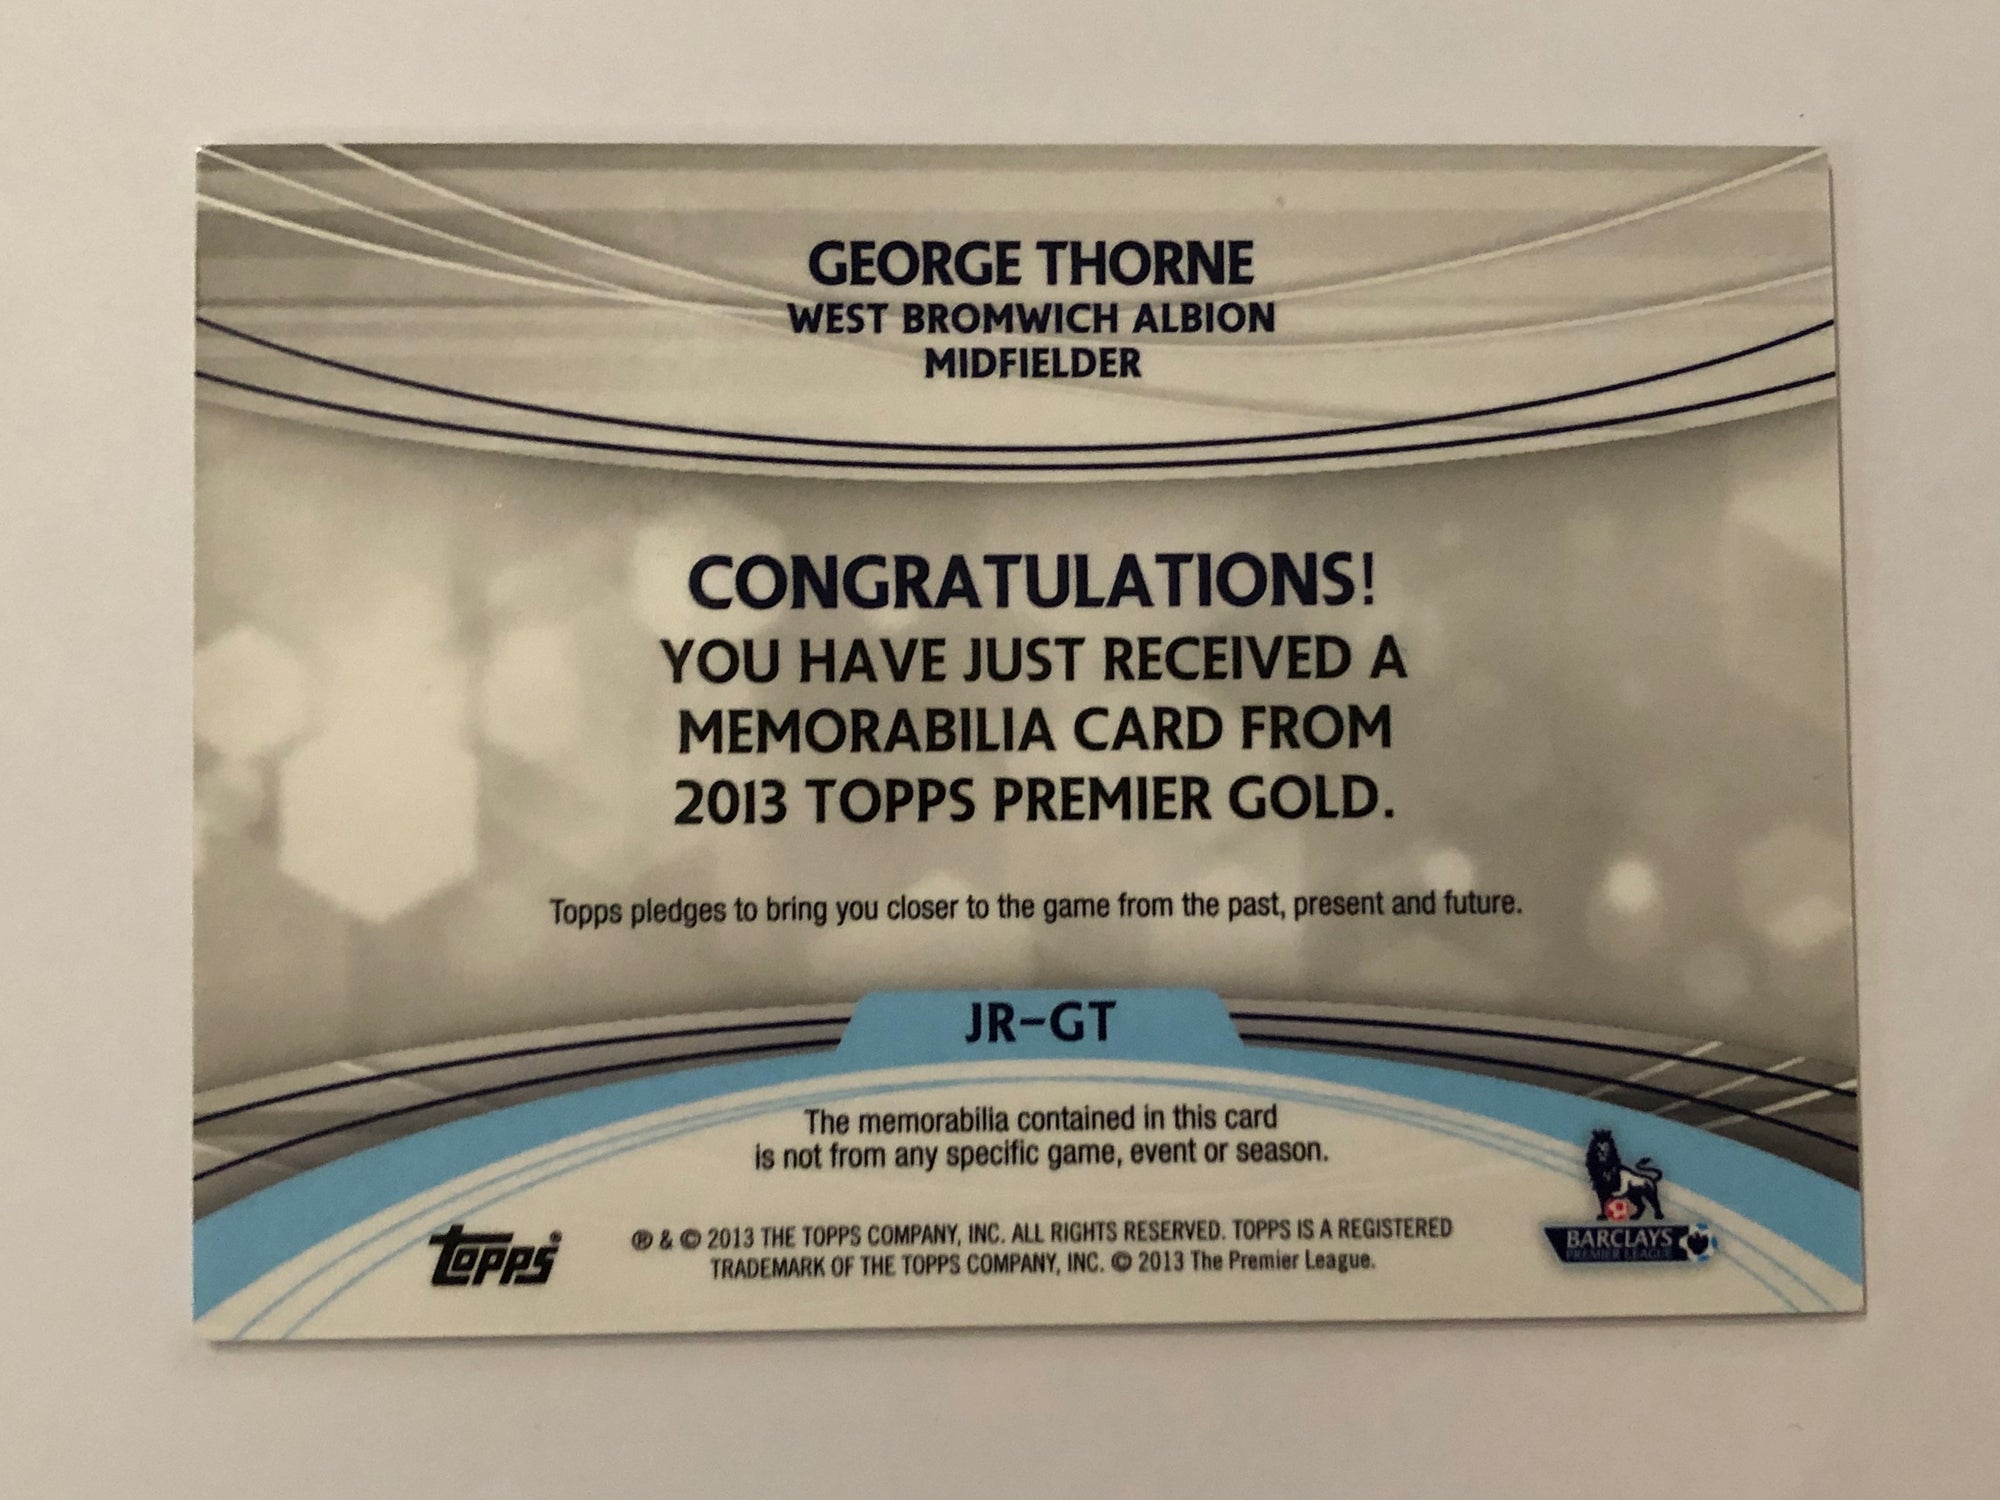 GEORGE THORNE
WEST BROMWICH ALBION
MIDFIELDER
CONGRATULATIONS!
YOU HAVE JUST RECEIVED A
MEMORABILIA CARD FROM
2013 TOPPS PREMIER GOLD.
Topps pledges to bring you closer to the game from the past, present and future.
JR-GT
The memorabilia contained in this card
is not from any specific game, event or season.
topps®
® & © 2013 THE TOPPS COMPANY, INC. ALL RIGHTS RESERVED. TOPPS IS A REGISTERED
TRADEMARK OF THE TOPPS COMPANY, INC. © 2013 The Premier League.
BARCLAYS
PREMIER LEAGUE